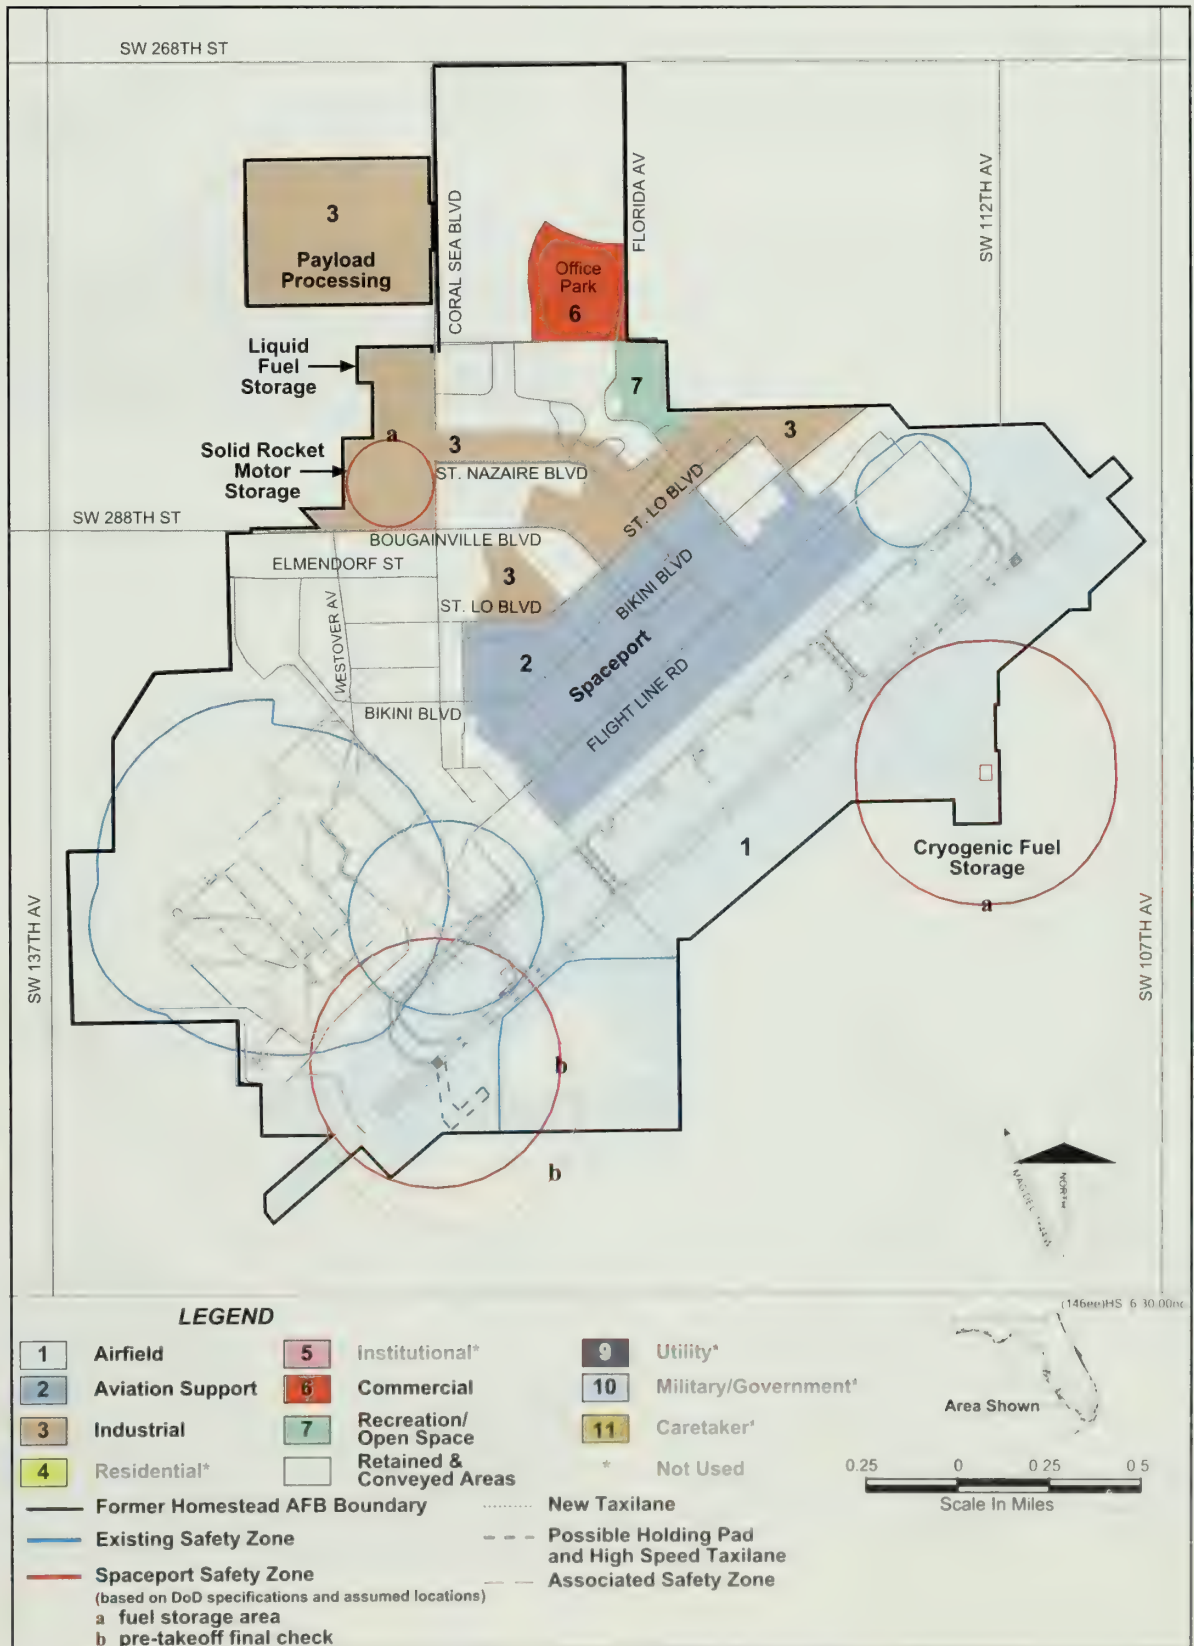 SW 268TH ST
CORAL SEA BLVD
FLORIDA AV
SW 112TH AV
3
Payload
Processing
Office
Park
6
Liquid
Fuel
Storage
7
a
3
3
Solid Rocket
Motor
Storage
ST. NAZAIRE BLVD
ST. LO BLVD
SW 288TH ST
BOUGAINVILLE BLVD
ELMENDORF ST
3
BIKINI BLVD
ST. LO BLVD
WESTOVER AV
2
Spaceport
FLIGHT LINE RD
BIKINI BLVD
1
Cryogenic Fuel
Storage
a
SW 137TH AV
SW 107TH AV
b
b
NORTH
LEGEND
1 Airfield
2 Aviation Support
3 Industrial
4 Residential*
5 Institutional*
6 Commercial
7 Recreation/
Open Space
Retained &
Conveyed Areas
9 Utility*
10 Military/Government*
11 Caretaker*
* Not Used
Area Shown
0.25 0 0.25 0.5
Scale In Miles
Former Homestead AFB Boundary
Existing Safety Zone
Spaceport Safety Zone
(based on DoD specifications and assumed locations)
a fuel storage area
b pre-takeoff final check
New Taxilane
Possible Holding Pad
and High Speed Taxilane
Associated Safety Zone